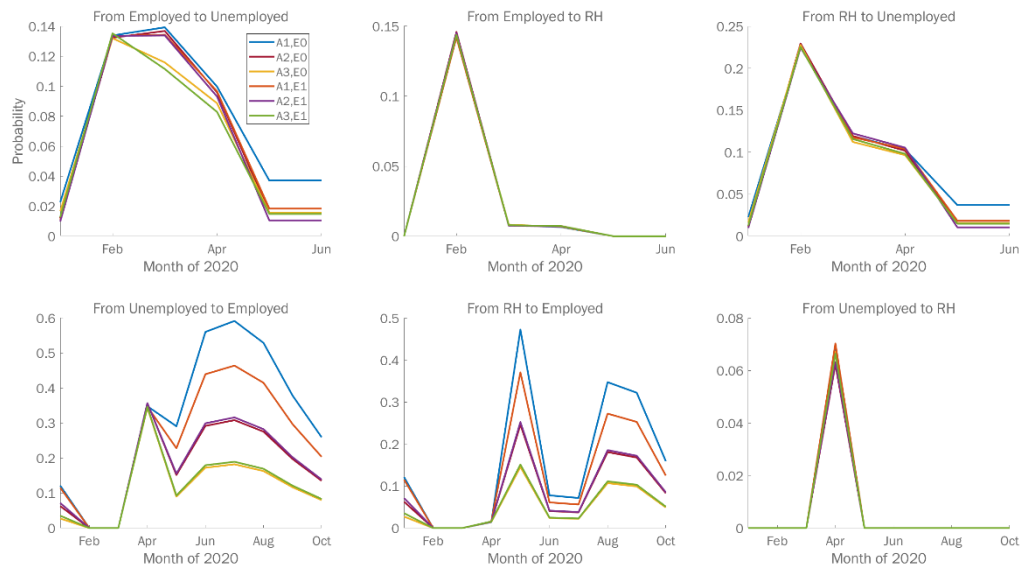 From Employed to Unemployed
0.14
0.12
0.1
0.08
0.06
0.04
0.02
0
Probability
A1,E0
A2,E0
A3,E0
A1,E1
A2,E1
A3,E1
Feb Apr Jun
Month of 2020
From Employed to RH
0.15
0.1
0.05
0
Feb Apr Jun
Month of 2020
From RH to Unemployed
0.25
0.2
0.15
0.1
0.05
0
Feb Apr Jun
Month of 2020
From Unemployed to Employed
0.6
0.5
0.4
0.3
0.2
0.1
0
Feb Apr Jun Aug Oct
Month of 2020
From RH to Employed
0.5
0.4
0.3
0.2
0.1
0
Feb Apr Jun Aug Oct
Month of 2020
From Unemployed to RH
0.08
0.06
0.04
0.02
0
Feb Apr Jun Aug Oct
Month of 2020